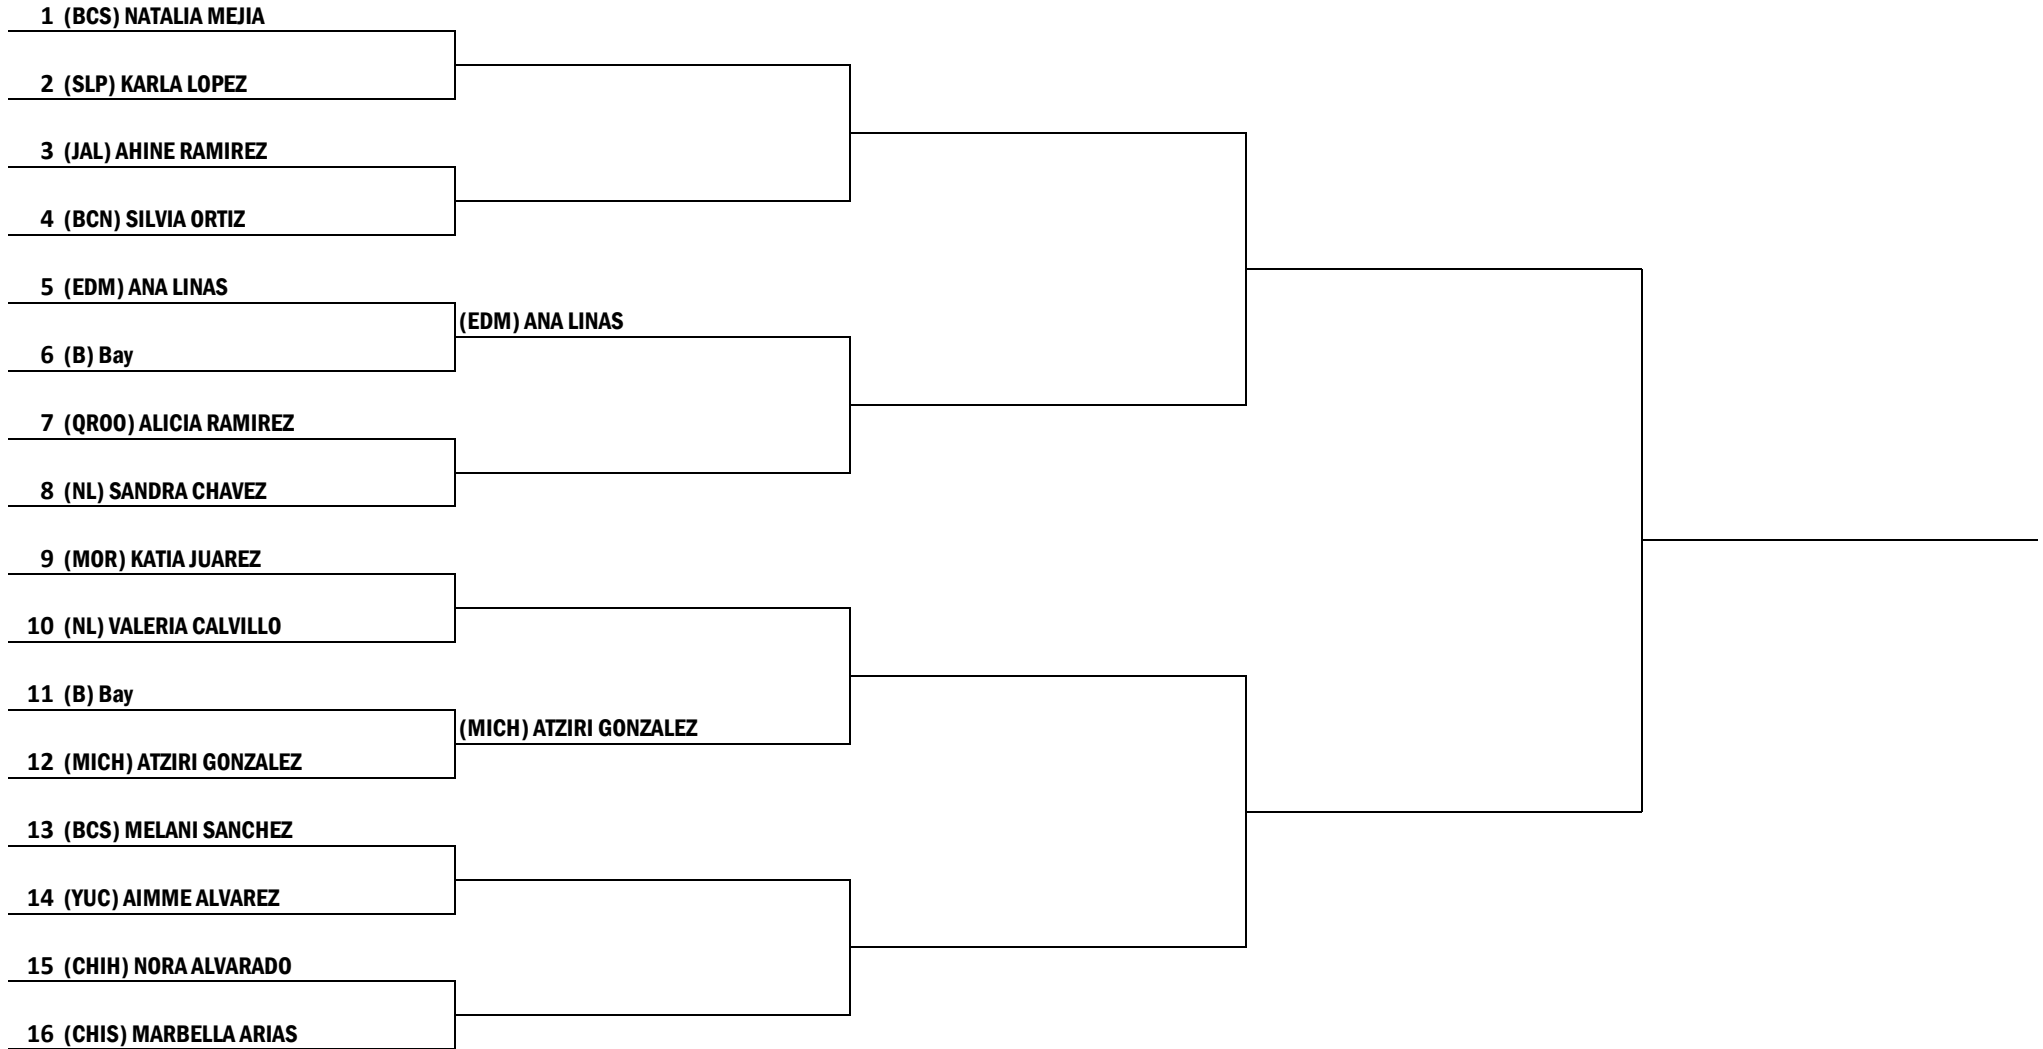 1 (BCS) NATALIA MEJIA
2 (SLP) KARLA LOPEZ
3 (JAL) AHINE RAMIREZ
4 (BCN) SILVIA ORTIZ
5 (EDM) ANA LINAS
(EDM) ANA LINAS
6 (B) Bay
7 (QROO) ALICIA RAMIREZ
8 (NL) SANDRA CHAVEZ
9 (MOR) KATIA JUAREZ
10 (NL) VALERIA CALVILLO
11 (B) Bay
(MICH) ATZIRI GONZALEZ
12 (MICH) ATZIRI GONZALEZ
13 (BCS) MELANI SANCHEZ
14 (YUC) AIMME ALVAREZ
15 (CHIH) NORA ALVARADO
16 (CHIS) MARBELLA ARIAS